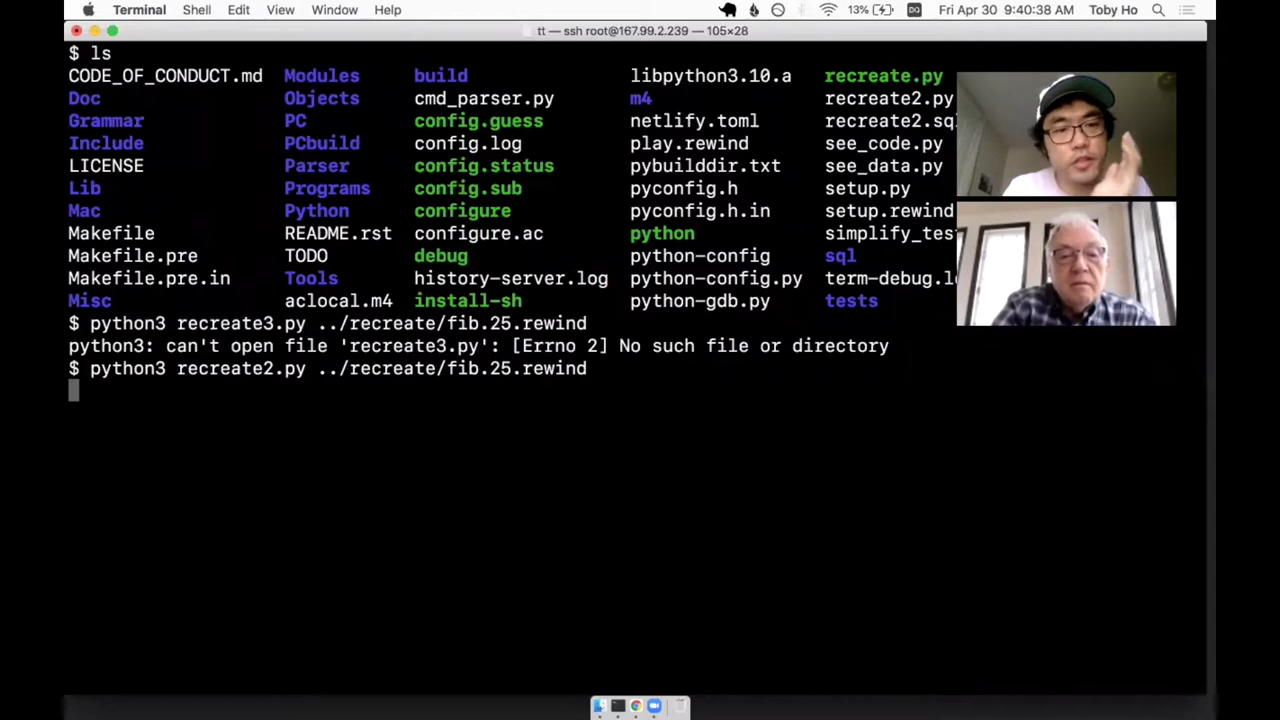 Terminal Shell Edit View Window Help 13% Fri Apr 30 9:40:38 AM Toby Ho
tt — ssh root@167.99.2.239 — 105×28
$ ls
CODE_OF_CONDUCT.md Modules build libpython3.10.a recreate.py
Doc Objects cmd_parser.py m4 recreate2.py
Grammar PC config.guess netlify.toml recreate2.sq
Include PCbuild config.log play.rewind see_code.py
LICENSE Parser config.status pybuilddir.txt see_data.py
Lib Programs config.sub pyconfig.h setup.py
Mac Python configure pyconfig.h.in setup.rewind
Makefile README.rst configure.ac python simplify_tes
Makefile.pre TODO debug python-config sql
Makefile.pre.in Tools history-server.log python-config.py term-debug.l
Misc aclocal.m4 install-sh python-gdb.py tests
$ python3 recreate3.py ../recreate/fib.25.rewind
python3: can't open file 'recreate3.py': [Errno 2] No such file or directory
$ python3 recreate2.py ../recreate/fib.25.rewind